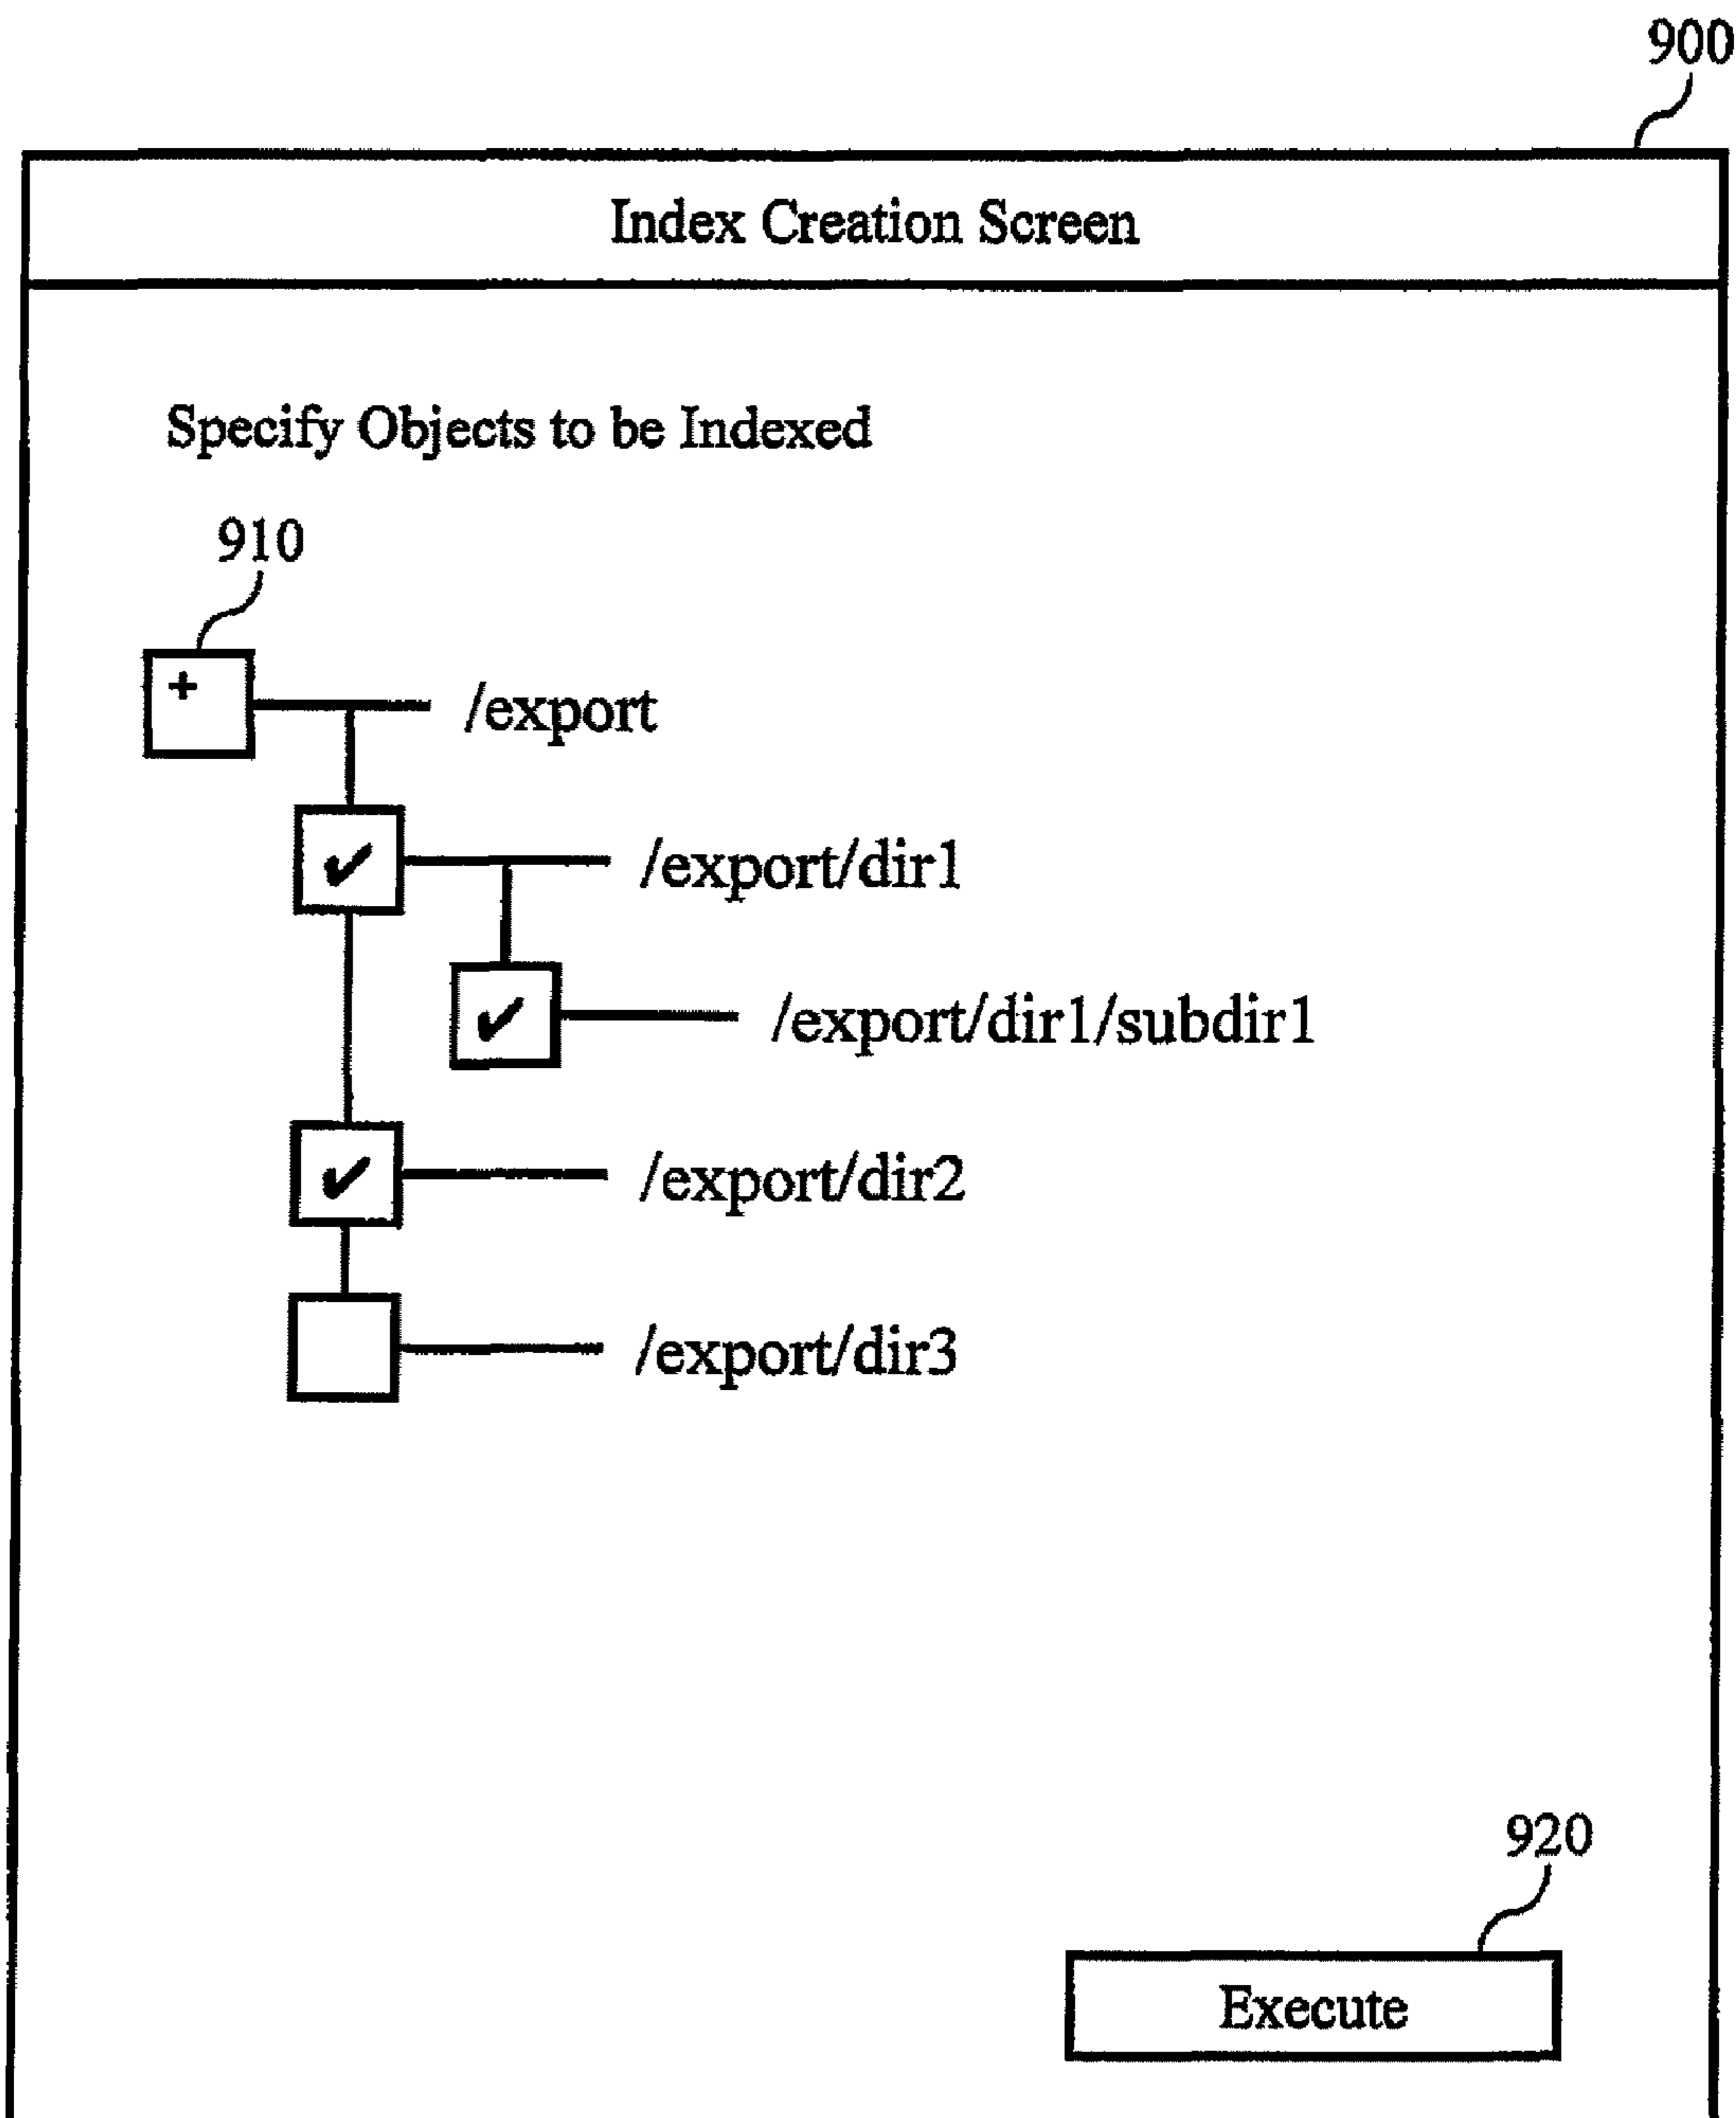 900
Index Creation Screen
Specify Objects to be Indexed
910
+
/export
/export/dir1
/export/dir1/subdir1
/export/dir2
/export/dir3
920
Execute